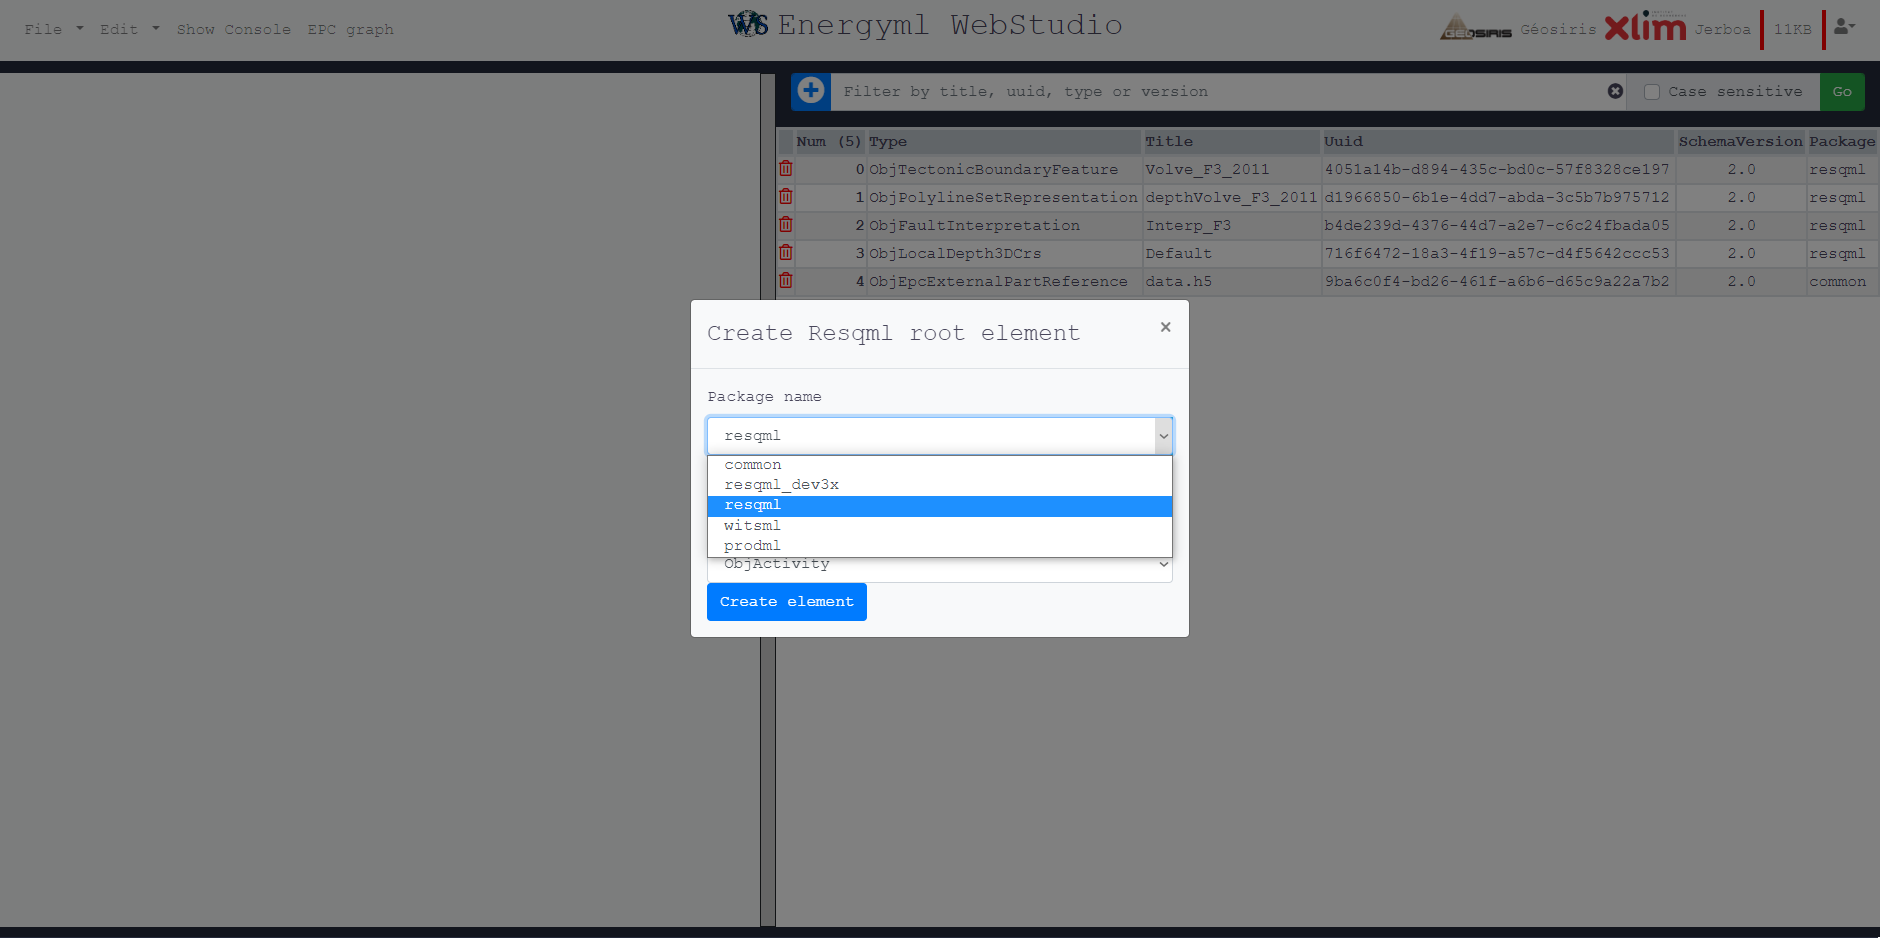 File Edit Show Console EPC graph
WS Energyml WebStudio
GEOSIRIS Géosiris Xlim Jerboa 11KB
Filter by title, uuid, type or version Case sensitive Go
Num (5) Type Title Uuid SchemaVersion Package
0 ObjTectonicBoundaryFeature Volve_F3_2011 4051a14b-d894-435c-bd0c-57f8328ce197 2.0 resqml
1 ObjPolylineSetRepresentation depthVolve_F3_2011 d1966850-6b1e-4dd7-abda-3c5b7b975712 2.0 resqml
2 ObjFaultInterpretation Interp_F3 b4de239d-4376-44d7-a2e7-c6c24fbada05 2.0 resqml
3 ObjLocalDepth3DCrs Default 716f6472-18a3-4f19-a57c-d4f5642ccc53 2.0 resqml
4 ObjEpcExternalPartReference data.h5 9ba6c0f4-bd26-461f-a6b6-d65c9a22a7b2 2.0 common
Create Resqml root element ×
Package name
resqml
common
resqml_dev3x
resqml
witsml
prodml
ObjActivity
Create element